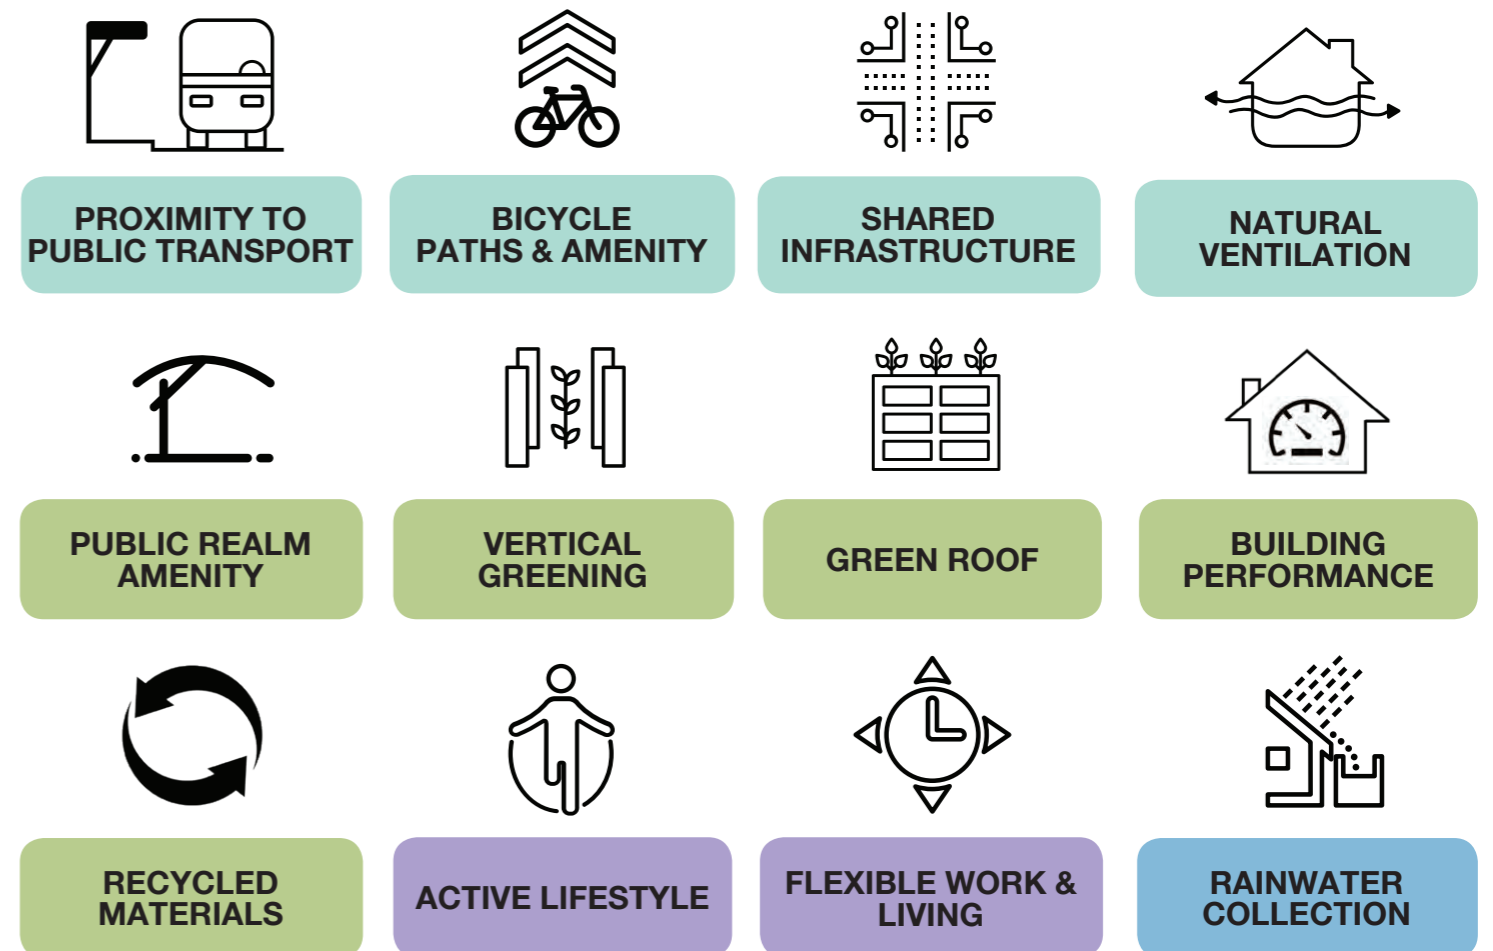 PROXIMITY TO
PUBLIC TRANSPORT
BICYCLE
PATHS & AMENITY
SHARED
INFRASTRUCTURE
NATURAL
VENTILATION
PUBLIC REALM
AMENITY
VERTICAL
GREENING
GREEN ROOF
BUILDING
PERFORMANCE
RECYCLED
MATERIALS
ACTIVE LIFESTYLE
FLEXIBLE WORK &
LIVING
RAINWATER
COLLECTION